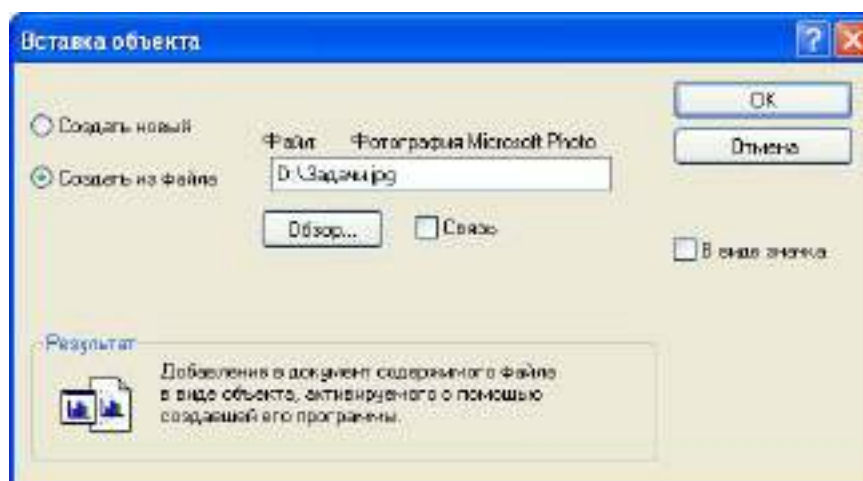 Вставка объекта
OK
Отмена
Создать новый
Создать из файла
Файл: Фотография Microsoft Photo
D:\Задачи.jpg
Обзор...
Связь
В виде значка
Результат
Добавление в документ содержимого файла
в виде объекта, активируемого с помощью
создавшей его программы.